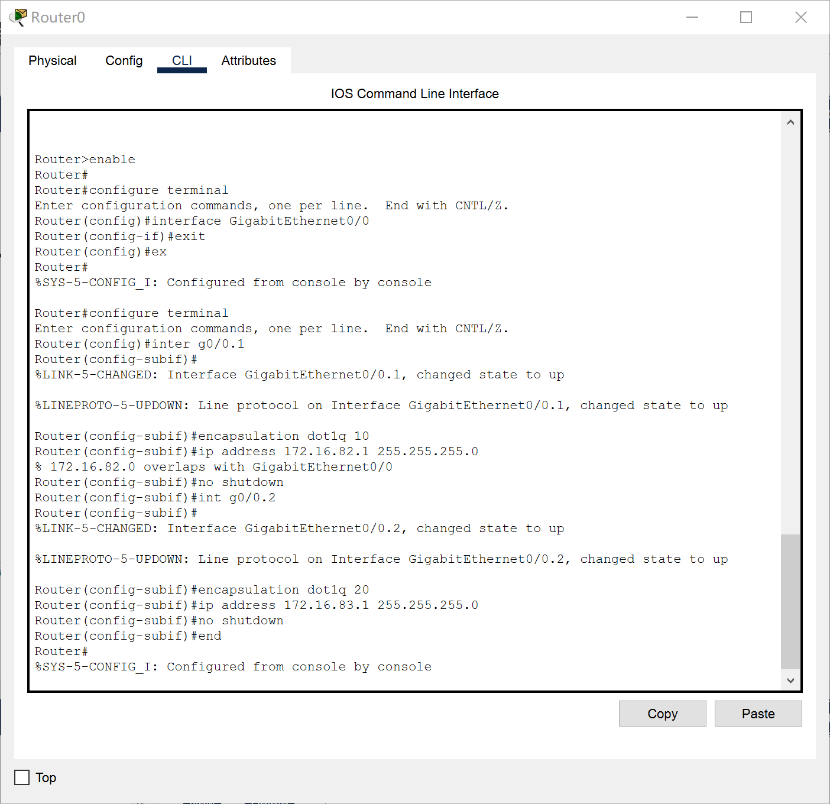 Router0
Physical Config CLI Attributes
IOS Command Line Interface
Router>enable
Router#
Router#configure terminal
Enter configuration commands, one per line.  End with CNTL/Z.
Router(config)#interface GigabitEthernet0/0
Router(config-if)#exit
Router(config)#ex
Router#
%SYS-5-CONFIG_I: Configured from console by console
Router#configure terminal
Enter configuration commands, one per line.  End with CNTL/Z.
Router(config)#inter g0/0.1
Router(config-subif)#
%LINK-5-CHANGED: Interface GigabitEthernet0/0.1, changed state to up
%LINEPROTO-5-UPDOWN: Line protocol on Interface GigabitEthernet0/0.1, changed state to up
Router(config-subif)#encapsulation dot1q 10
Router(config-subif)#ip address 172.16.82.1 255.255.255.0
% 172.16.82.0 overlaps with GigabitEthernet0/0
Router(config-subif)#no shutdown
Router(config-subif)#int g0/0.2
Router(config-subif)#
%LINK-5-CHANGED: Interface GigabitEthernet0/0.2, changed state to up
%LINEPROTO-5-UPDOWN: Line protocol on Interface GigabitEthernet0/0.2, changed state to up
Router(config-subif)#encapsulation dot1q 20
Router(config-subif)#ip address 172.16.83.1 255.255.255.0
Router(config-subif)#no shutdown
Router(config-subif)#end
Router#
%SYS-5-CONFIG_I: Configured from console by console
Copy Paste
Top